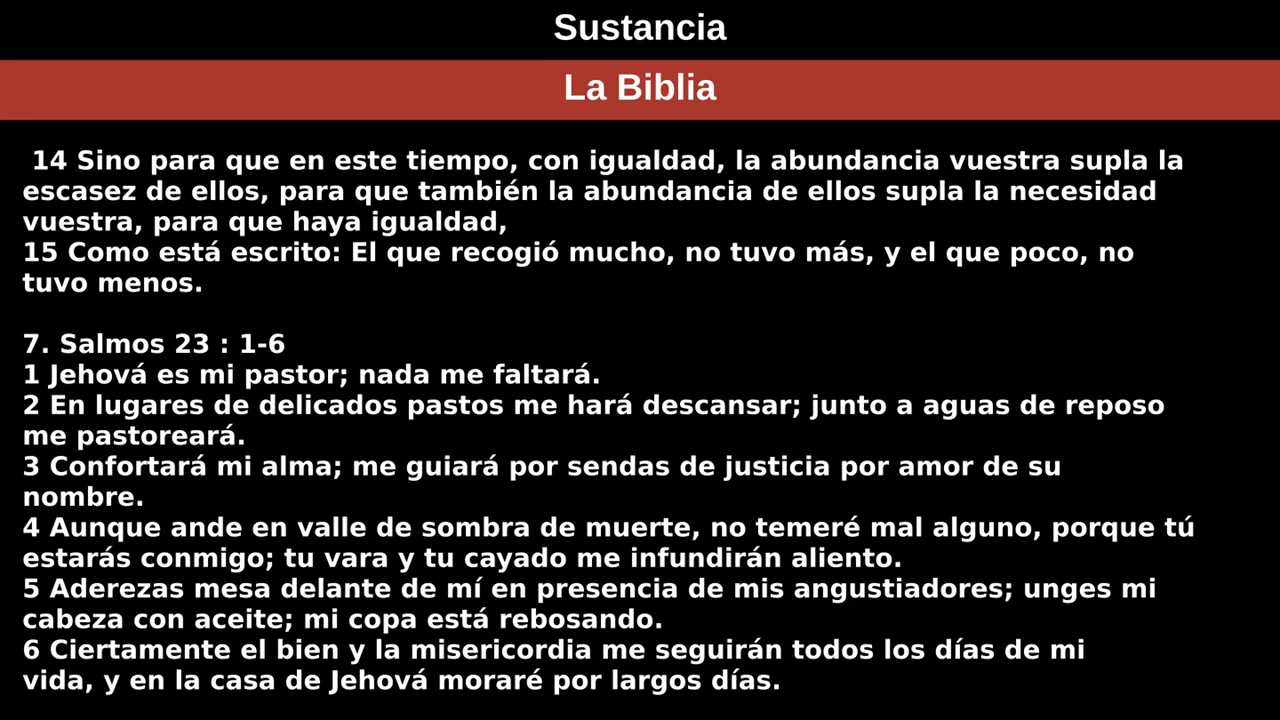 Sustancia
La Biblia
14 Sino para que en este tiempo, con igualdad, la abundancia vuestra supla la
escasez de ellos, para que también la abundancia de ellos supla la necesidad
vuestra, para que haya igualdad,
15 Como está escrito: El que recogió mucho, no tuvo más, y el que poco, no
tuvo menos.
7. Salmos 23 : 1-6
1 Jehová es mi pastor; nada me faltará.
2 En lugares de delicados pastos me hará descansar; junto a aguas de reposo
me pastoreará.
3 Confortará mi alma; me guiará por sendas de justicia por amor de su
nombre.
4 Aunque ande en valle de sombra de muerte, no temeré mal alguno, porque tú
estarás conmigo; tu vara y tu cayado me infundirán aliento.
5 Aderezas mesa delante de mí en presencia de mis angustiadores; unges mi
cabeza con aceite; mi copa está rebosando.
6 Ciertamente el bien y la misericordia me seguirán todos los días de mi
vida, y en la casa de Jehová moraré por largos días.